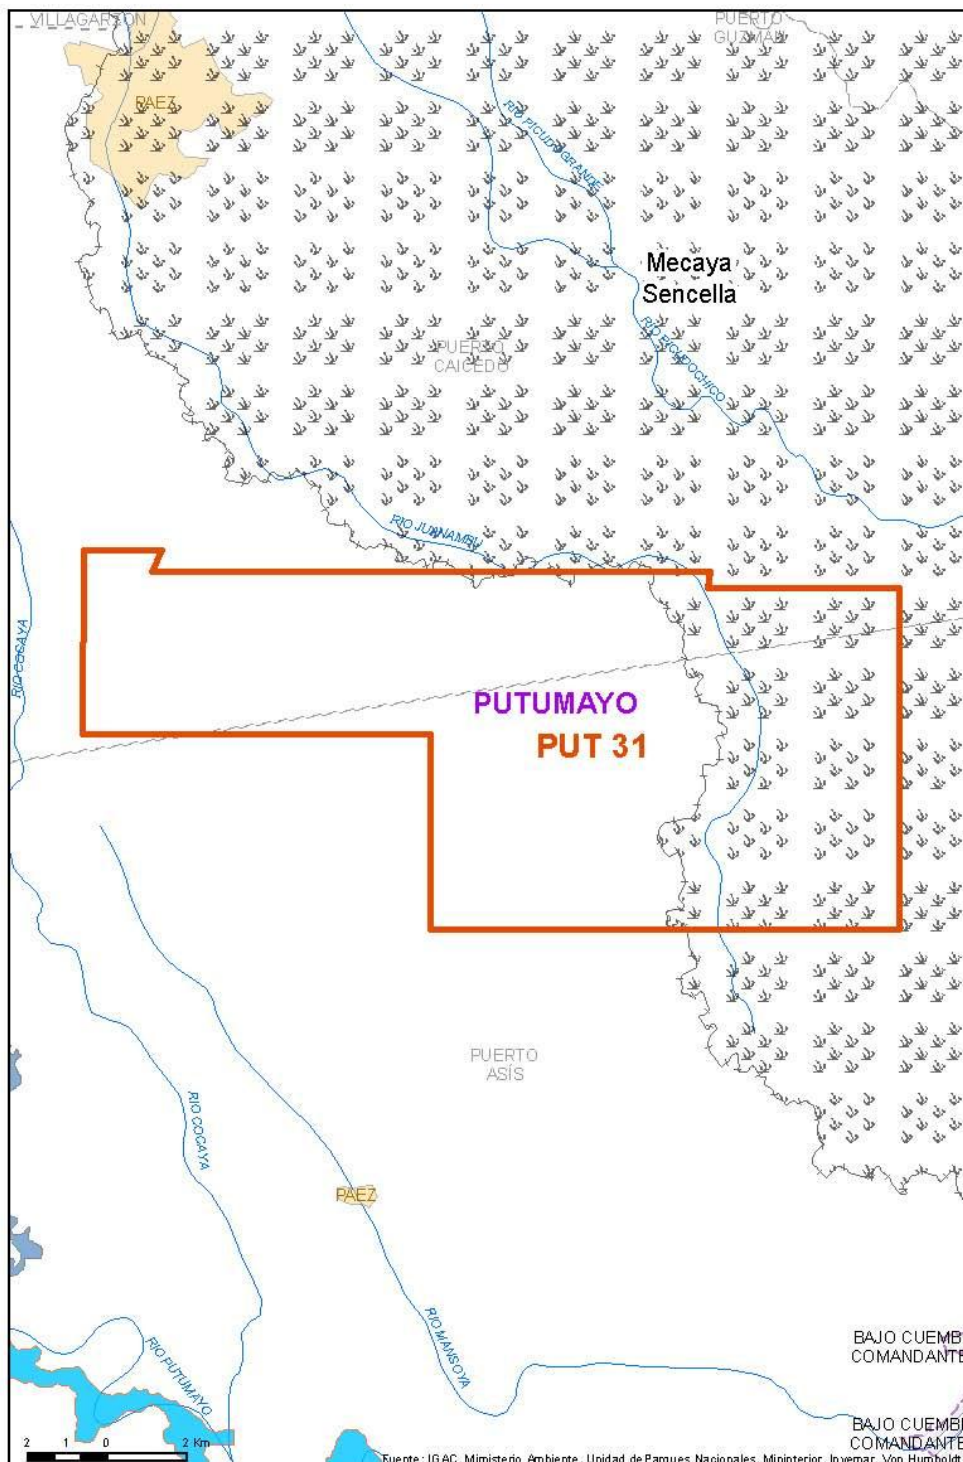 VILLAGARZON
PUERTO
GUZMAN
PAEZ
RIO PICUDO GRANDE
Mecaya
Sencella
RIO PICUDO CHICO
PUERTO
CAICEDO
RIO JUANAMBU
RIO COCAYA
PUTUMAYO
PUT 31
PUERTO
ASÍS
RIO COCAYA
PAEZ
RIO MANSOYA
RIO PUTUMAYO
BAJO CUEMB
COMANDANTE
BAJO CUEMB
COMANDANTE
2 1 0 2 Km
Fuente: IGAC, Ministerio Ambiente, Unidad de Parques Nacionales, Mininterior, Invemar, Von Humboldt